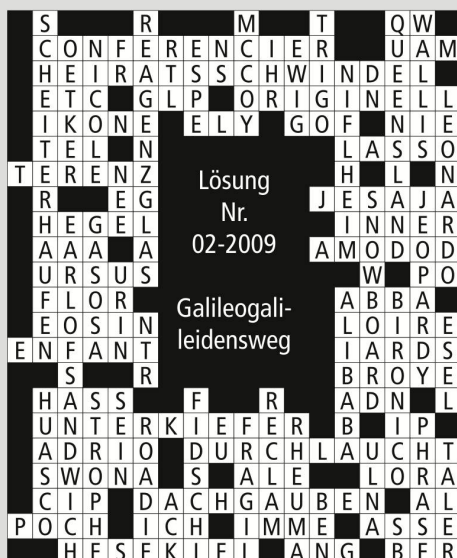 S R M T QW
CONFERENCIER UAM
HEIRATSSCHWINDEL
ETC GLP ORIGINELL
IKONE ELY GOF NIE
TEL N LASSO
TERENZ H L N
R EG JESAJA
HEGEL INNER
AAA A AMODOD
URSUS W PO
FLOR ABBA
EOSIN LOIRE
ENFANT IARDS
S R BROYE
HASS F R ADN L
UNTERKIEFER B IP
ADRIO DURCHLAUCHT
SWONA S ALE LORA
CIP DACHGAUBEN AL
POCH ICH IMME ASSE
HESEKIEL ANG BER
Lösung
Nr.
02-2009
Galileogali-
leidensweg